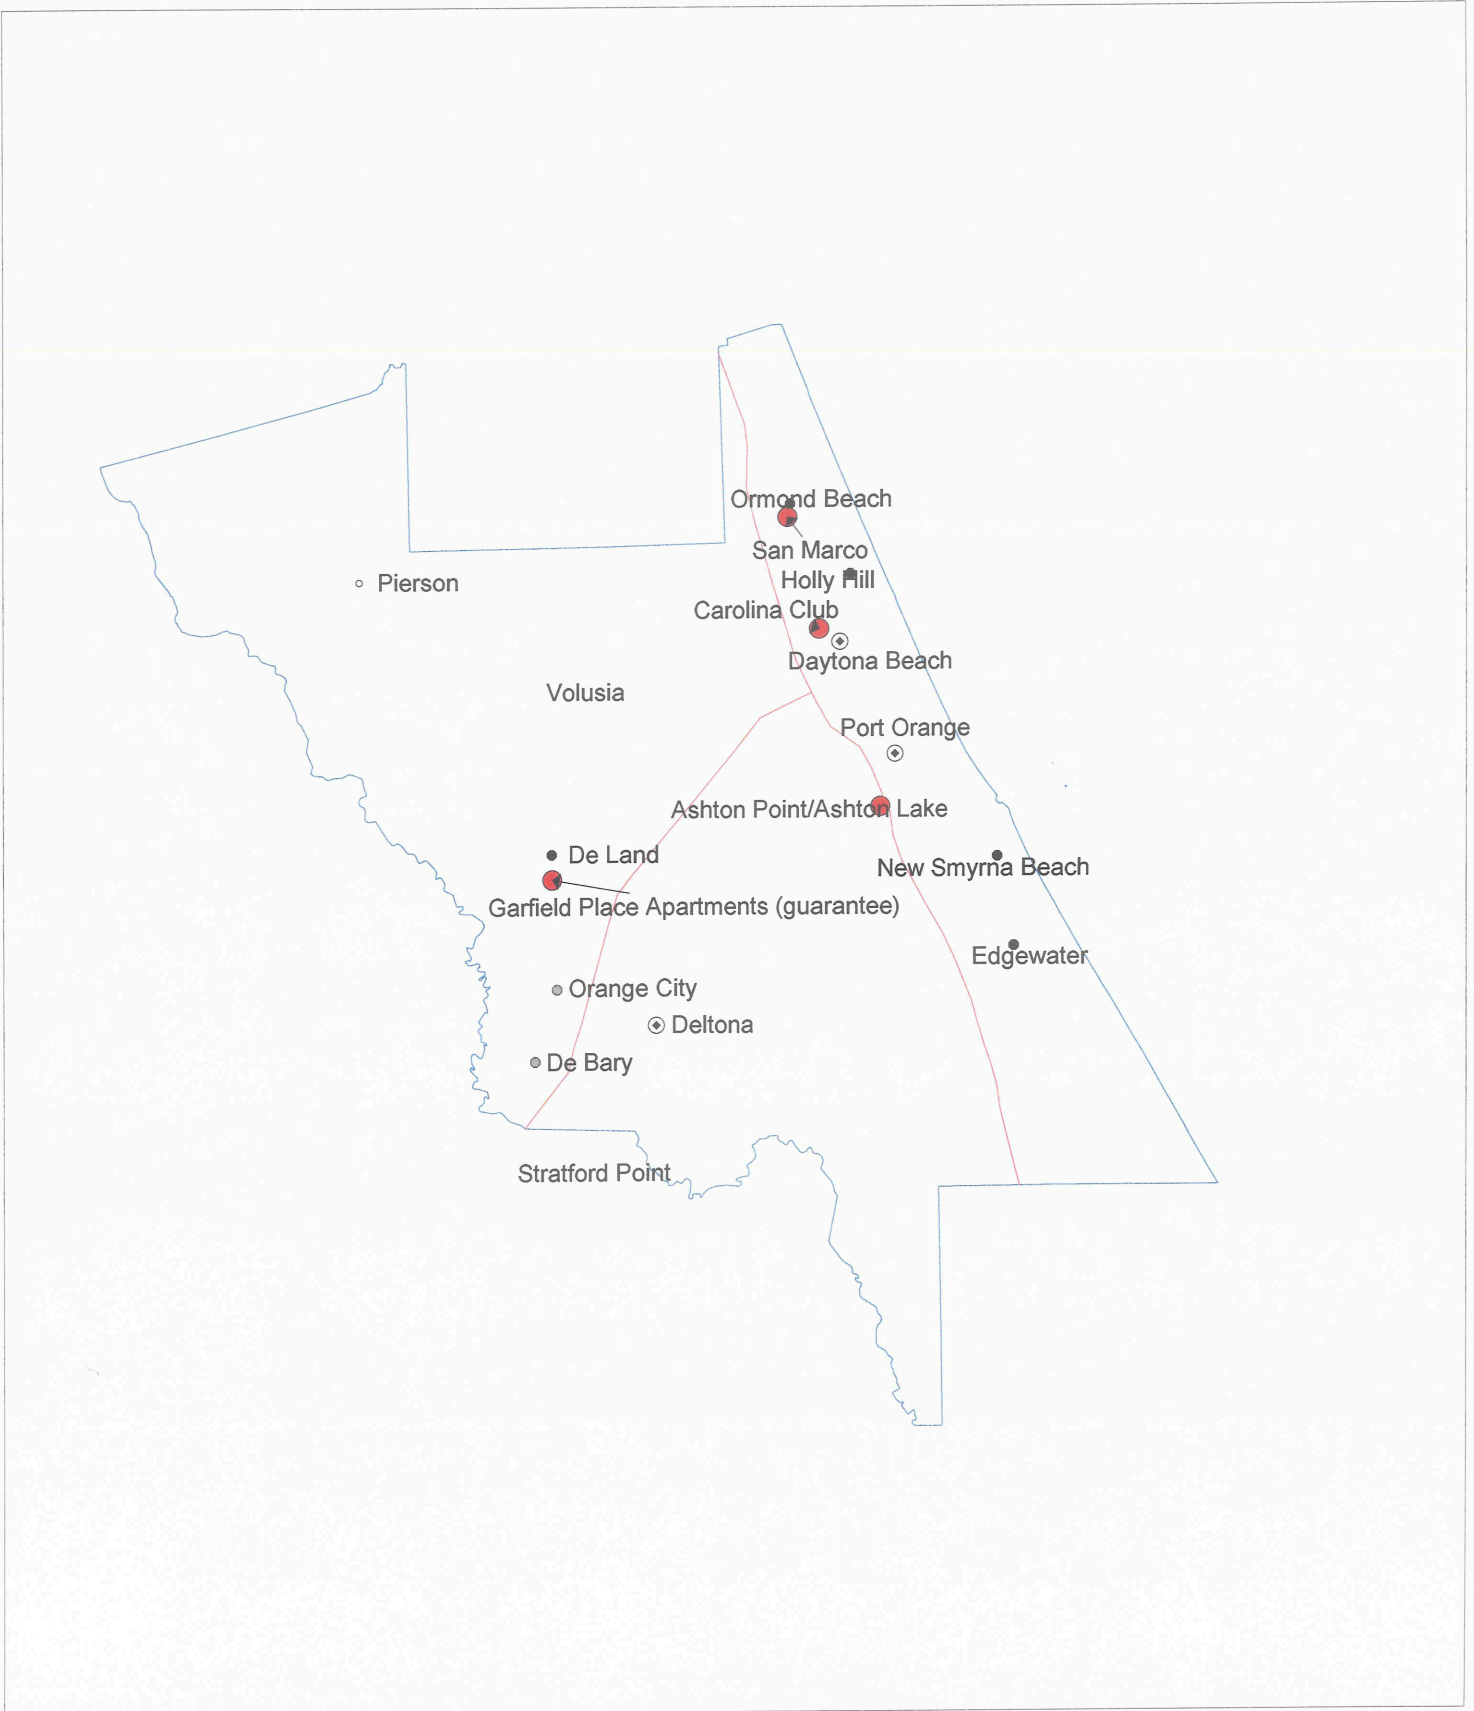 Ormond Beach
San Marco
Holly Hill
Pierson
Carolina Club
Daytona Beach
Volusia
Port Orange
Ashton Point/Ashton Lake
De Land
New Smyrna Beach
Garfield Place Apartments (guarantee)
Edgewater
Orange City
Deltona
De Bary
Stratford Point